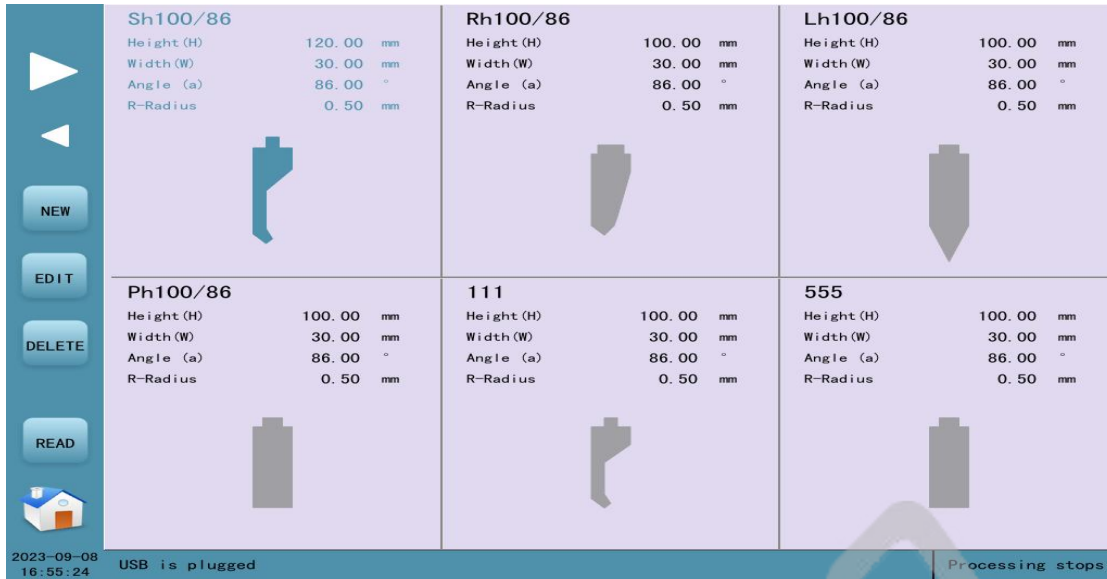 Sh100/86
Height(H) 120.00 mm
Width(W) 30.00 mm
Angle (a) 86.00 °
R-Radius 0.50 mm
Rh100/86
Height(H) 100.00 mm
Width(W) 30.00 mm
Angle (a) 86.00 °
R-Radius 0.50 mm
Lh100/86
Height(H) 100.00 mm
Width(W) 30.00 mm
Angle (a) 86.00 °
R-Radius 0.50 mm
NEW
EDIT
DELETE
READ
Ph100/86
Height(H) 100.00 mm
Width(W) 30.00 mm
Angle (a) 86.00 °
R-Radius 0.50 mm
111
Height(H) 100.00 mm
Width(W) 30.00 mm
Angle (a) 86.00 °
R-Radius 0.50 mm
555
Height(H) 100.00 mm
Width(W) 30.00 mm
Angle (a) 86.00 °
R-Radius 0.50 mm
2023-09-08
16:55:24
USB is plugged
Processing stops